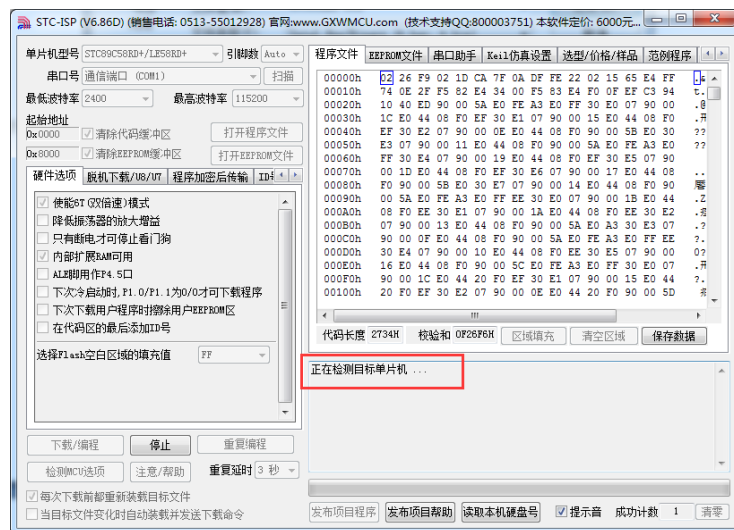 STC-ISP (V6.86D) (销售电话: 0513-55012928) 官网:www.GXWMCU.com (技术支持QQ:800003751) 本软件定价: 6000元...
单片机型号 STC89C58RD+/LE58RD+ 引脚数 Auto
串口号 通信端口 (COM1) 扫描
最低波特率 2400 最高波特率 115200
起始地址
0x0000 清除代码缓冲区 打开程序文件
0x8000 清除EEPROM缓冲区 打开EEPROM文件
硬件选项 脱机下载/U8/U7 程序加密后传输
使能6T(双倍速)模式
降低振荡器的放大增益
只有断电才可停止看门狗
内部扩展RAM可用
ALE脚用作P4.5口
下次冷启动时,P1.0/P1.1为0/0才可下载程序
下次下载用户程序时擦除用户EEPROM区
在代码区的最后添加ID号
选择Flash空白区域的填充值 FF
下载/编程 停止 重复编程
检测MCU选项 注意/帮助 重复延时 3 秒
每次下载前都重新装载目标文件
当目标文件变化时自动装载并发送下载命令
程序文件 EEPROM文件 串口助手 Keil仿真设置 选型/价格/样品 范例程序
00000h 02 26 F9 02 1D CA 7F 0A DF FE 22 02 15 65 E4 FF
00010h 74 0E 2F F5 82 E4 34 00 F5 83 E4 F0 0F EF C3 94
00020h 10 40 ED 90 00 5A E0 FE A3 E0 FF 30 E0 07 90 00
00030h 1C E0 44 08 F0 EF 30 E1 07 90 00 15 E0 44 08 F0
00040h EF 30 E2 07 90 00 0E E0 44 08 F0 90 00 5B E0 30
00050h E3 07 90 00 11 E0 44 08 F0 90 00 5A E0 FE A3 E0
00060h FF 30 E4 07 90 00 19 E0 44 08 F0 EF 30 E5 07 90
00070h 00 1D E0 44 08 F0 EF 30 E6 07 90 00 17 E0 44 08
00080h F0 90 00 5B E0 30 E7 07 90 00 14 E0 44 08 F0 90
00090h 00 5A E0 FE A3 E0 FF EE 30 E0 07 90 00 1B E0 44
000A0h 08 F0 EE 30 E1 07 90 00 1A E0 44 08 F0 EE 30 E2
000B0h 07 90 00 13 E0 44 08 F0 90 00 5A E0 A3 30 E3 07
000C0h 90 00 0F E0 44 08 F0 90 00 5A E0 FE A3 E0 FF EE
000D0h 30 E4 07 90 00 10 E0 44 08 F0 EE 30 E5 07 90 00
000E0h 16 E0 44 08 F0 90 00 5C E0 FE A3 E0 FF 30 E0 07
000F0h 90 00 1C E0 44 20 F0 EF 30 E1 07 90 00 15 E0 44
00100h 20 F0 EF 30 E2 07 90 00 0E E0 44 20 F0 90 00 5D
代码长度 2734H 校验和 0F26F6H 区域填充 清空区域 保存数据
正在检测目标单片机 ...
发布项目程序 发布项目帮助 读取本机硬盘号 提示音 成功计数 1 清零